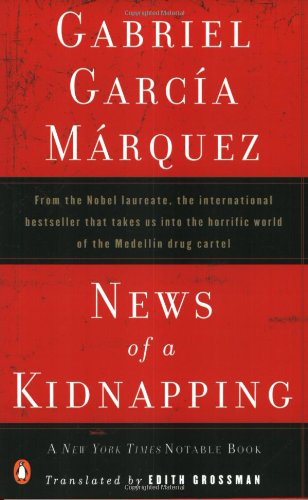 GABRIEL
GARCÍA
MÁRQUEZ
From the Nobel laureate, the international
bestseller that takes us into the horrific world
of the Medellín drug cartel
NEWS
of a
KIDNAPPING
A NEW YORK TIMES NOTABLE BOOK
Translated by EDITH GROSSMAN